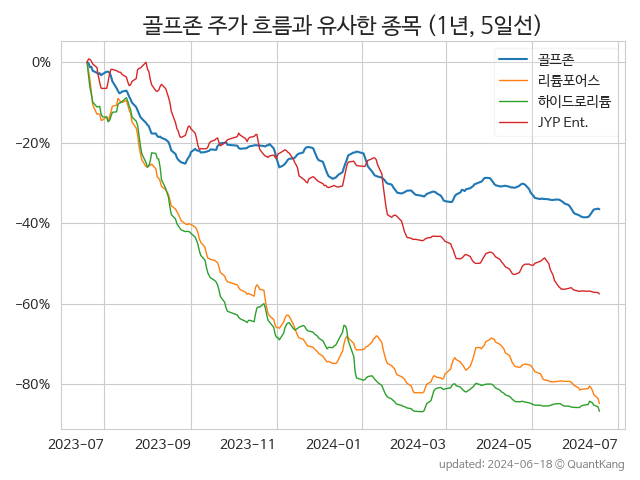 골프존 주가 흐름과 유사한 종목 (1년, 5일선)
골프존
리튬포어스
하이드로리튬
JYP Ent.
0%
−20%
−40%
−60%
−80%
2023-07 2023-09 2023-11 2024-01 2024-03 2024-05 2024-07
updated: 2024-06-18 © QuantKang